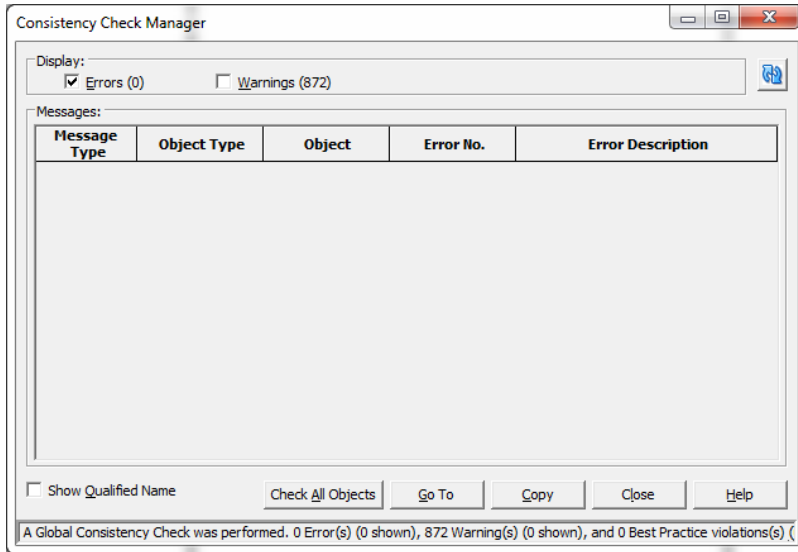 Consistency Check Manager
Display:
Errors (0) Warnings (872)
Messages:
Message Type Object Type Object Error No. Error Description
Show Qualified Name Check All Objects Go To Copy Close Help
A Global Consistency Check was performed. 0 Error(s) (0 shown), 872 Warning(s) (0 shown), and 0 Best Practice violations(s) (